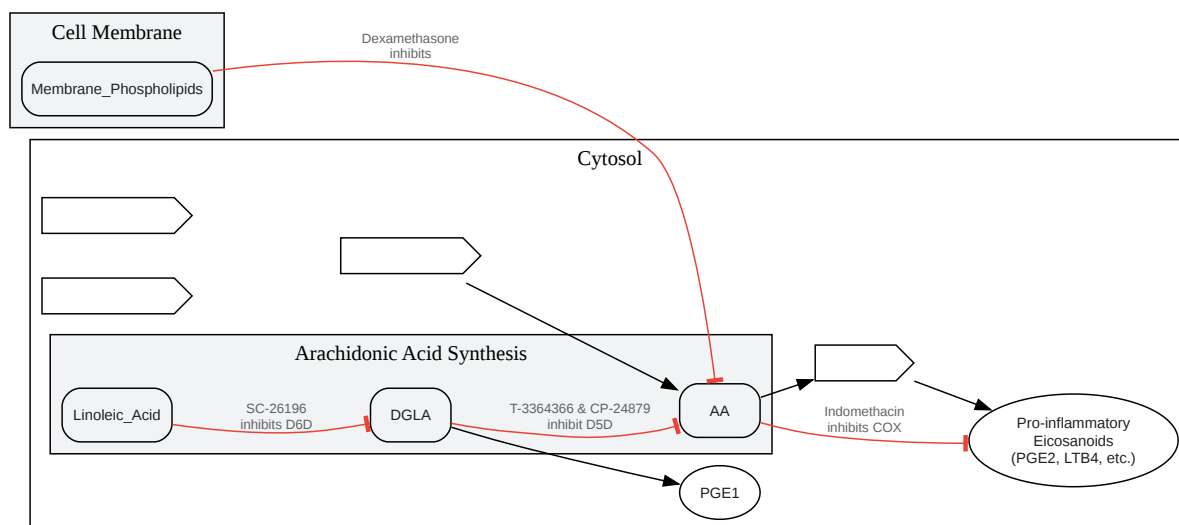 Cell Membrane
Membrane_Phospholipids
Dexamethasone
inhibits
Cytosol
Arachidonic Acid Synthesis
Linoleic_Acid
SC-26196
inhibits D6D
DGLA
T-3364366 & CP-24879
inhibit D5D
AA
Indomethacin
inhibits COX
Pro-inflammatory
Eicosanoids
(PGE2, LTB4, etc.)
PGE1